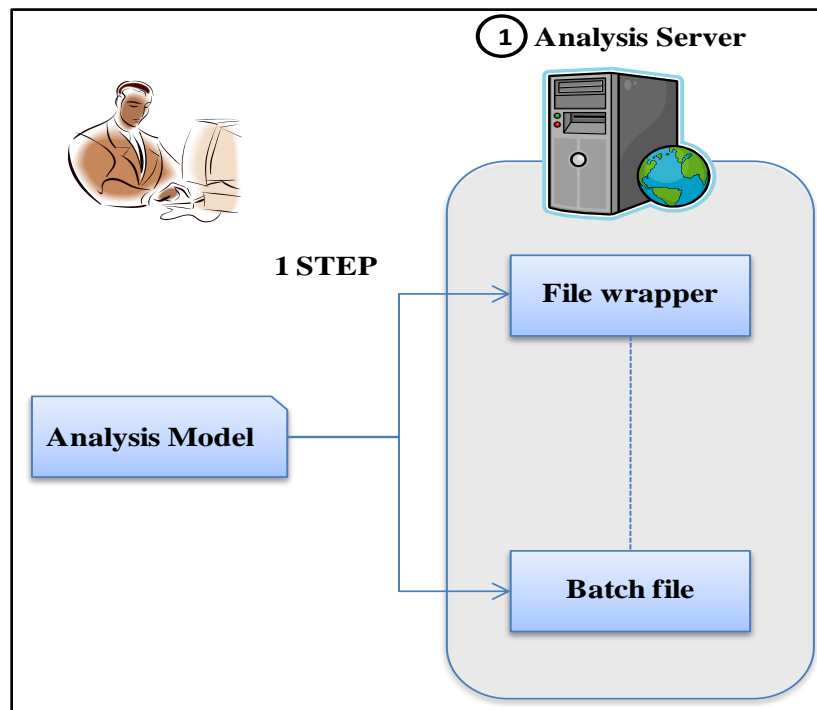 1 Analysis Server
1 STEP
File wrapper
Analysis Model
Batch file